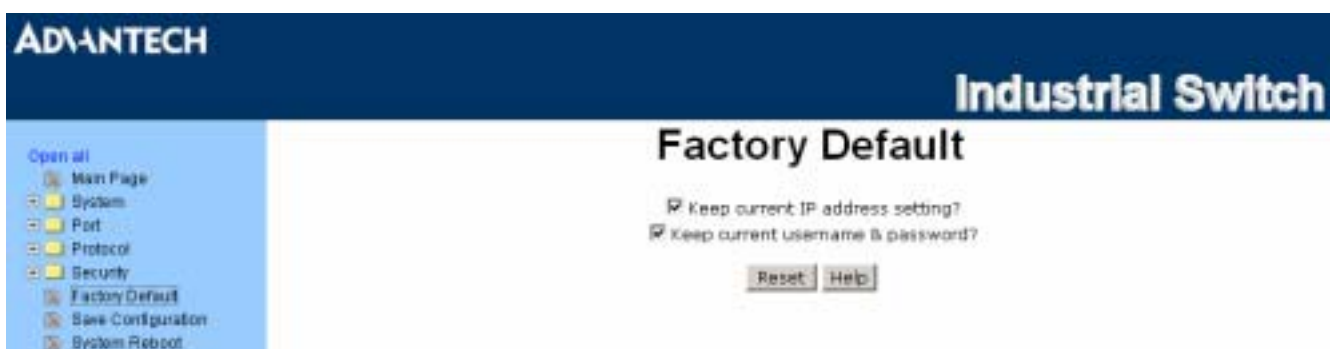 ADVANTECH
Industrial Switch
Open all
Main Page
System
Port
Protocol
Security
Factory Default
Save Configuration
System Reboot
Factory Default
Keep current IP address setting?
Keep current username & password?
Reset Help